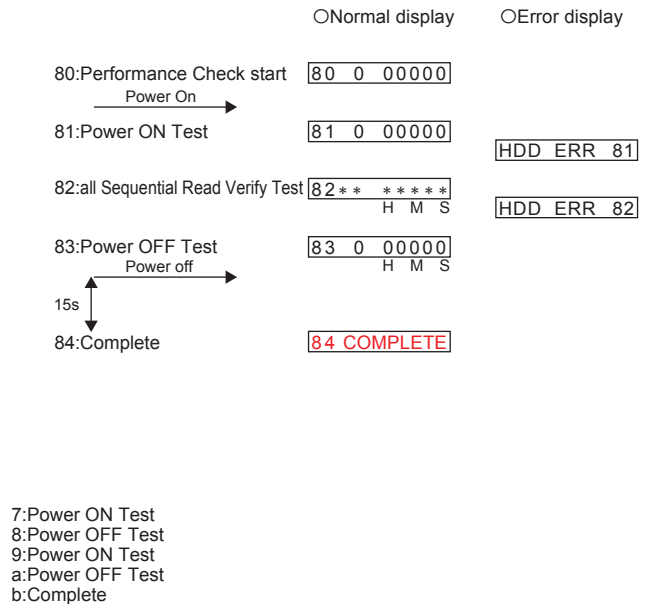 ○Normal display ○Error display
80:Performance Check start 80 0 00000
Power On
81:Power ON Test 81 0 00000
HDD ERR 81
82:all Sequential Read Verify Test 82** *****
H M S
HDD ERR 82
83:Power OFF Test 83 0 00000
Power off H M S
15s
84:Complete 84 COMPLETE
7:Power ON Test
8:Power OFF Test
9:Power ON Test
a:Power OFF Test
b:Complete